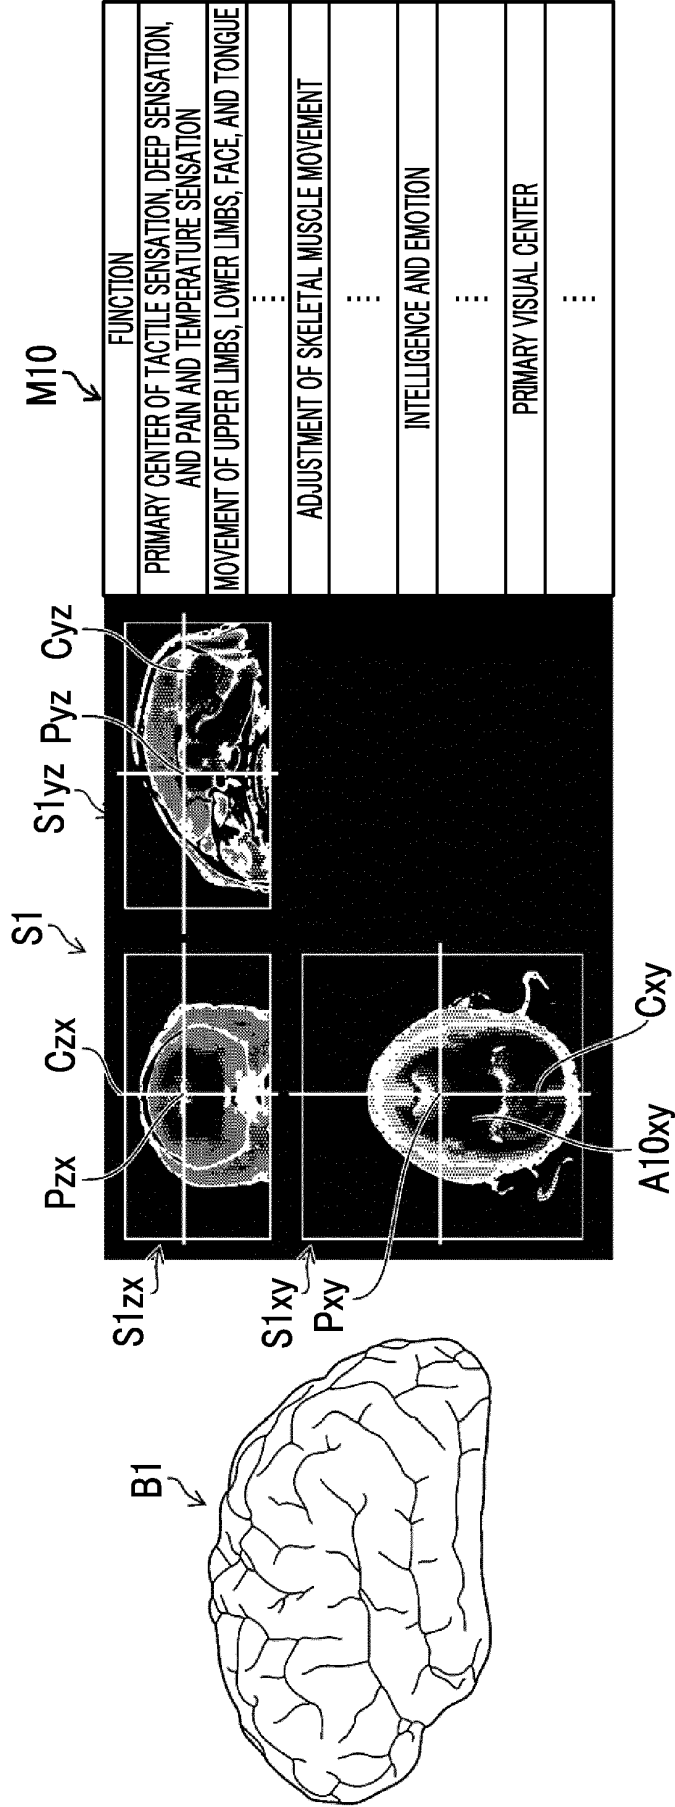 B1
S1
S1zx
Pzx
Czx
S1yz
Pyz
Cyz
S1xy
Pxy
A10xy
Cxy
M10
FUNCTION
PRIMARY CENTER OF TACTILE SENSATION, DEEP SENSATION,
AND PAIN AND TEMPERATURE SENSATION
MOVEMENT OF UPPER LIMBS, LOWER LIMBS, FACE, AND TONGUE
.....
ADJUSTMENT OF SKELETAL MUSCLE MOVEMENT
.....
INTELLIGENCE AND EMOTION
.....
PRIMARY VISUAL CENTER
.....